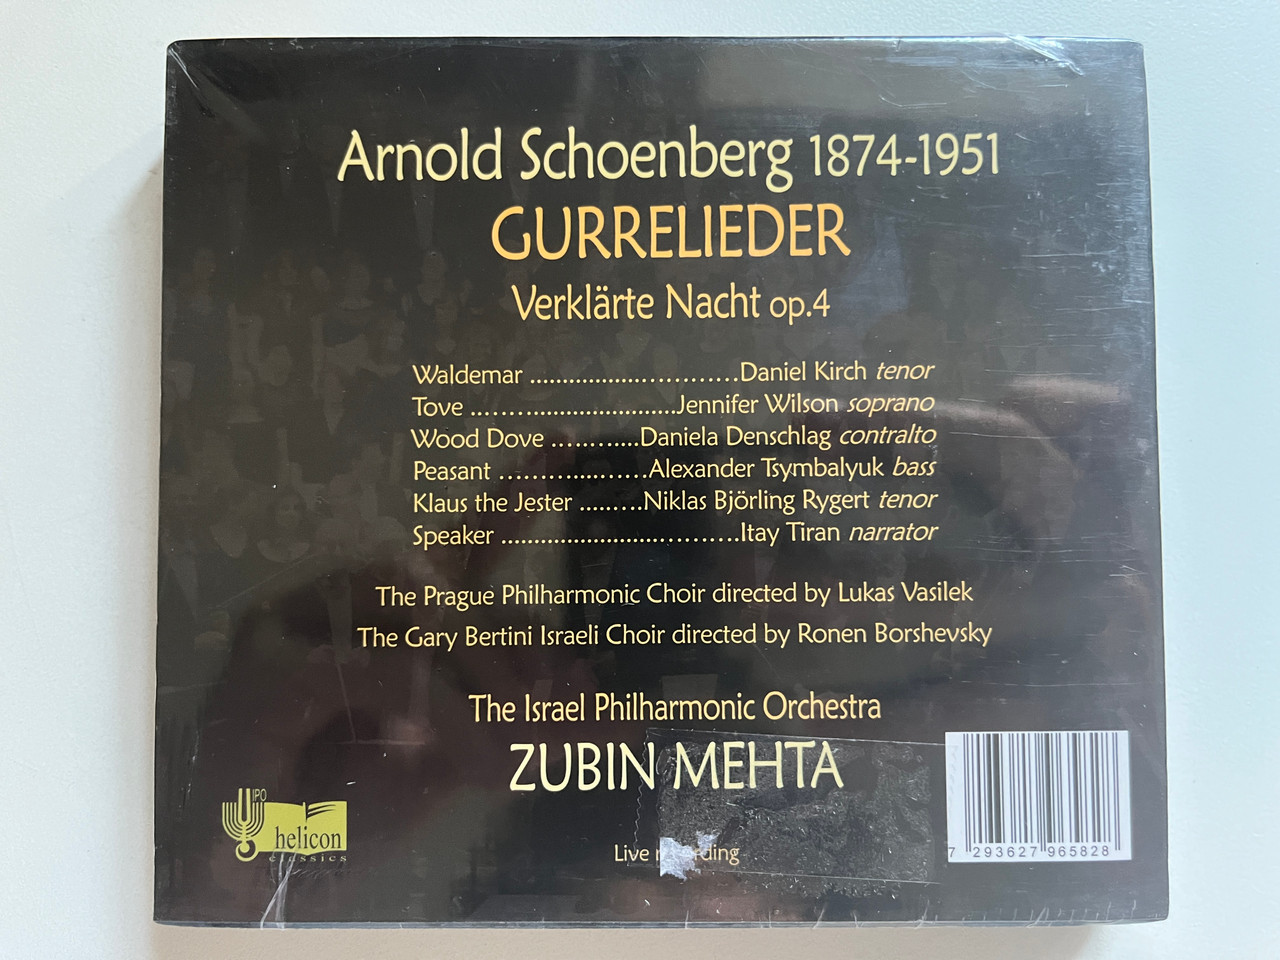 Arnold Schoenberg 1874-1951
GURRELIEDER
Verklärte Nacht op.4
Waldemar ..............................Daniel Kirch tenor
Tove ................................Jennifer Wilson soprano
Wood Dove .............Daniela Denschlag contralto
Peasant .......................Alexander Tsymbalyuk bass
Klaus the Jester .........Niklas Björling Rygert tenor
Speaker ..................................Itay Tiran narrator
The Prague Philharmonic Choir directed by Lukas Vasilek
The Gary Bertini Israeli Choir directed by Ronen Borshevsky
The Israel Philharmonic Orchestra
ZUBIN MEHTA
IPO
helicon
classics
Live
7 293627 965828